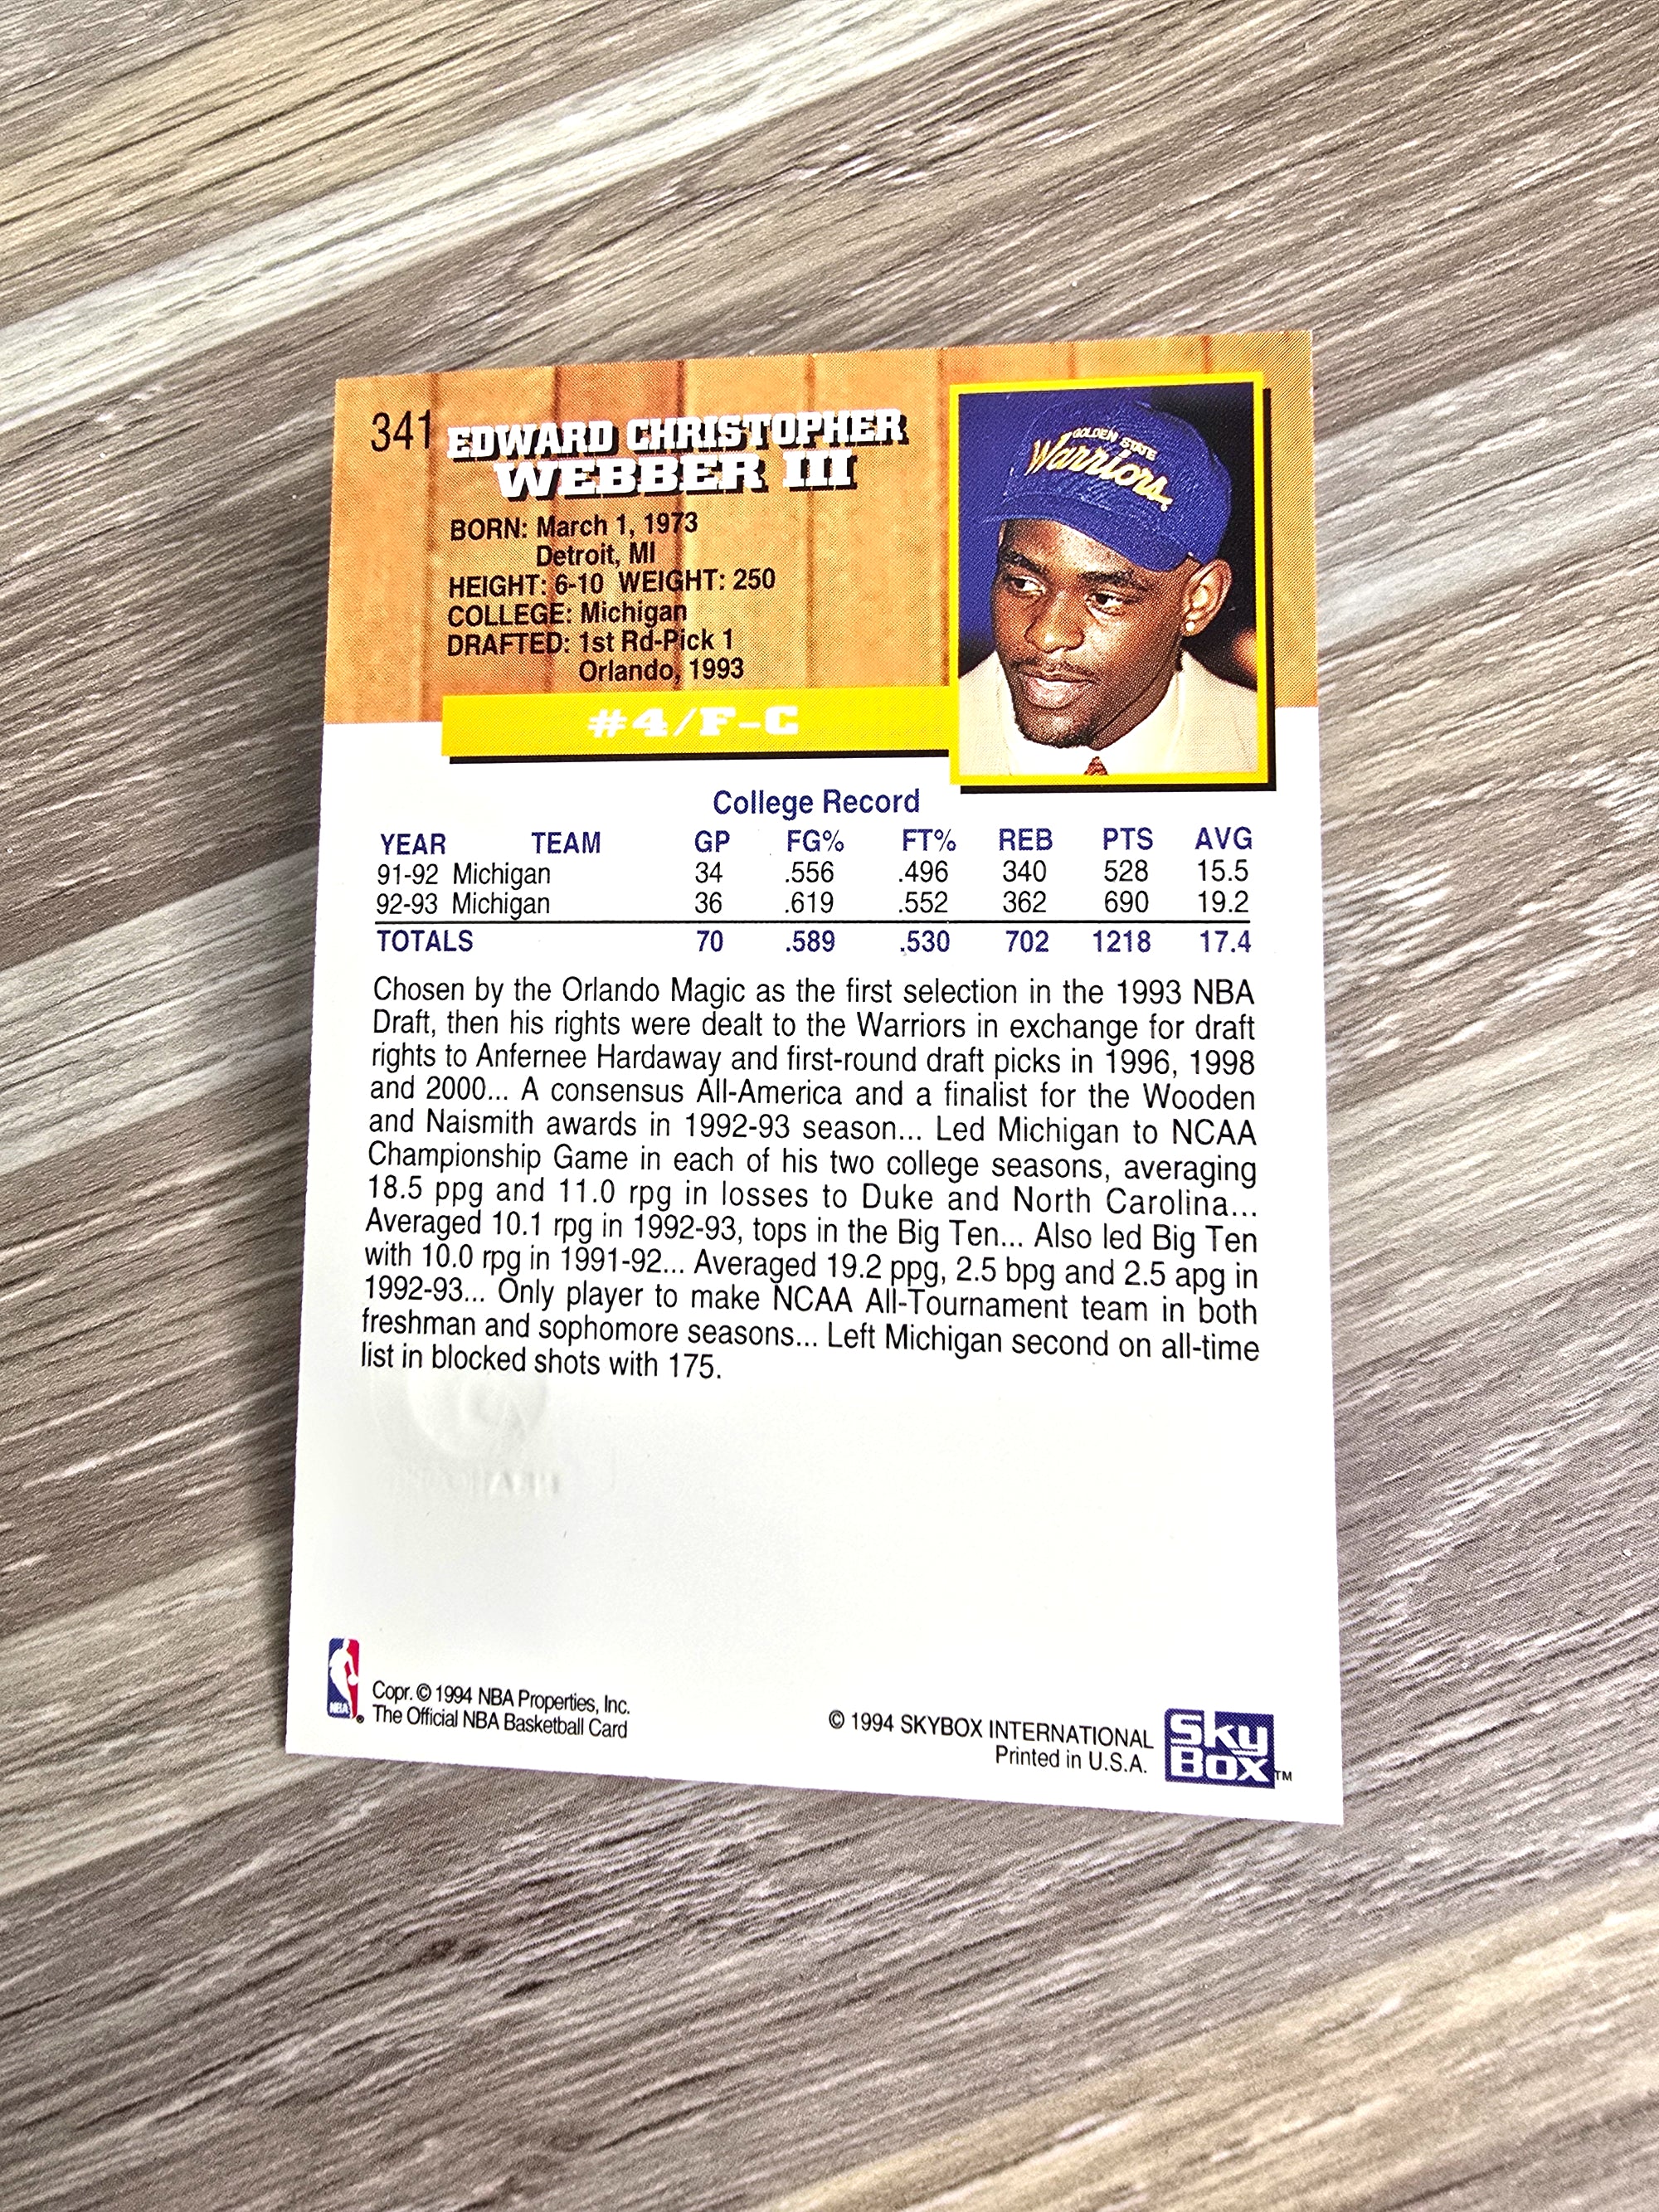 341
EDWARD CHRISTOPHER
WEBBER III
BORN: March 1, 1973
Detroit, MI
HEIGHT: 6-10 WEIGHT: 250
COLLEGE: Michigan
DRAFTED: 1st Rd-Pick 1
Orlando, 1993
#4/F-C
GOLDEN STATE
Warriors
College Record
YEAR TEAM GP FG% FT% REB PTS AVG
91-92 Michigan 34 .556 .496 340 528 15.5
92-93 Michigan 36 .619 .552 362 690 19.2
TOTALS 70 .589 .530 702 1218 17.4
Chosen by the Orlando Magic as the first selection in the 1993 NBA
Draft, then his rights were dealt to the Warriors in exchange for draft
rights to Anfernee Hardaway and first-round draft picks in 1996, 1998
and 2000... A consensus All-America and a finalist for the Wooden
and Naismith awards in 1992-93 season... Led Michigan to NCAA
Championship Game in each of his two college seasons, averaging
18.5 ppg and 11.0 rpg in losses to Duke and North Carolina...
Averaged 10.1 rpg in 1992-93, tops in the Big Ten... Also led Big Ten
with 10.0 rpg in 1991-92... Averaged 19.2 ppg, 2.5 bpg and 2.5 apg in
1992-93... Only player to make NCAA All-Tournament team in both
freshman and sophomore seasons... Left Michigan second on all-time
list in blocked shots with 175.
NBA ®
Copr. © 1994 NBA Properties, Inc.
The Official NBA Basketball Card
© 1994 SKYBOX INTERNATIONAL
Printed in U.S.A.
Sky
Box TM